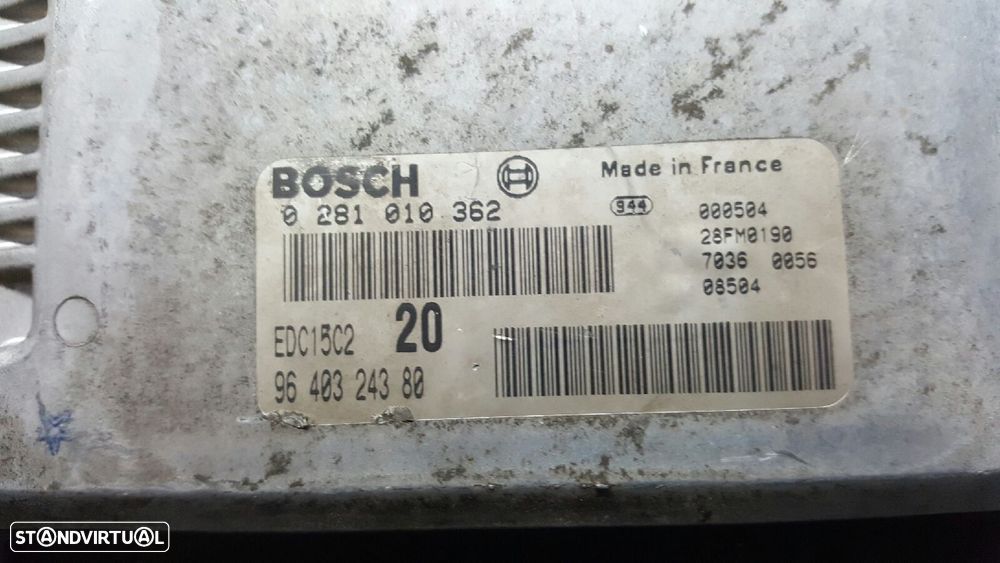 BOSCH
Made in France
0 281 010 362
944
000504
28FM0190
7036 0056
08504
EDC15C2 20
96 403 243 80
STANDVIRTUAL